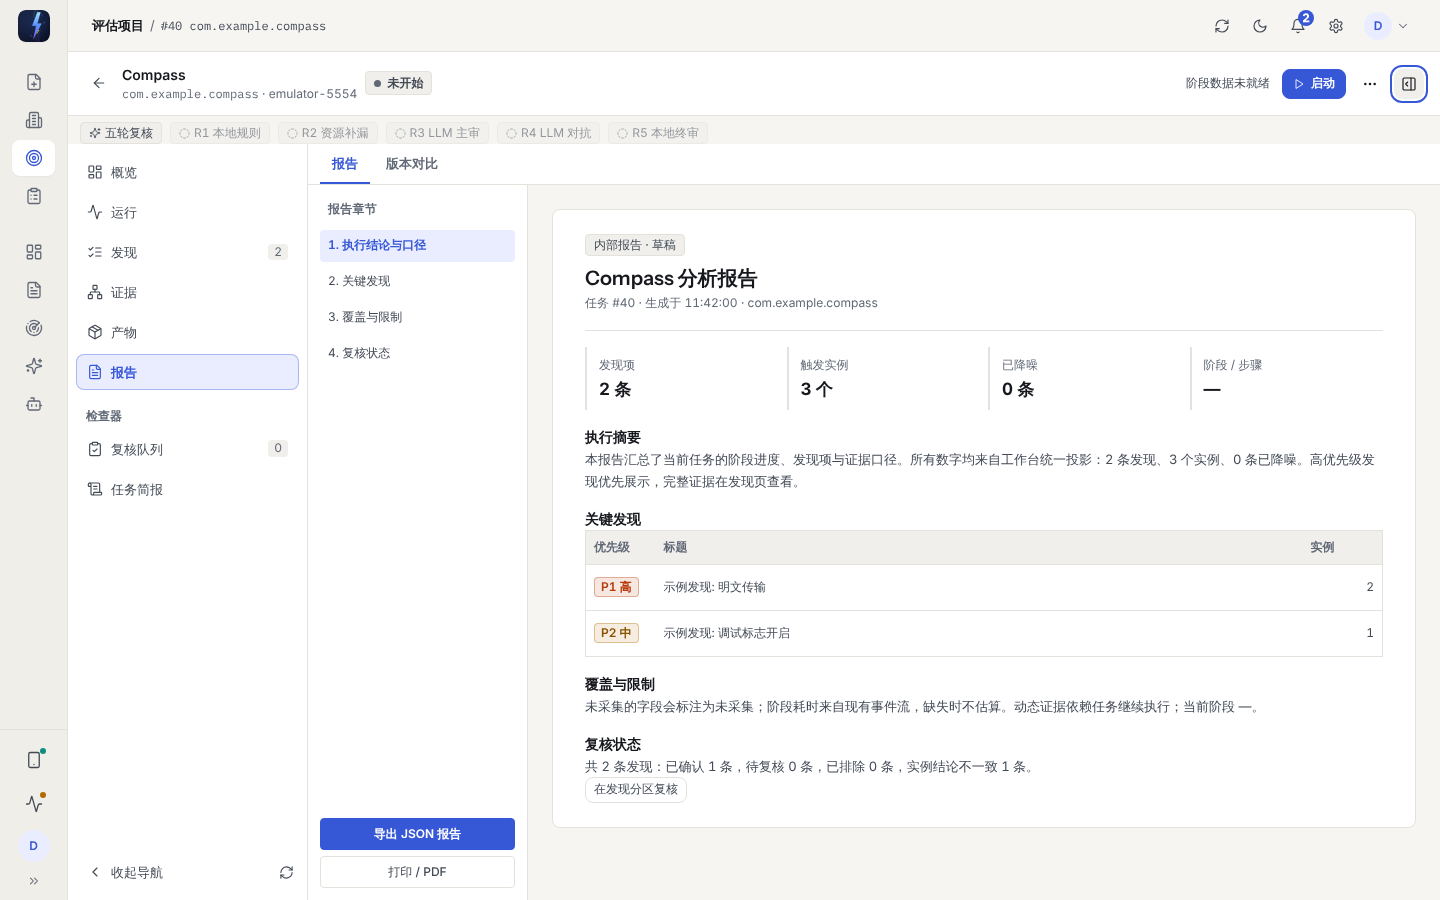 评估项目 / #40 com.example.compass
2
D
Compass
com.example.compass · emulator-5554
未开始
阶段数据未就绪
启动
五轮复核
R1 本地规则
R2 资源补漏
R3 LLM 主审
R4 LLM 对抗
R5 本地终审
概览
运行
发现 2
证据
产物
报告
检查器
复核队列 0
任务简报
收起导航
D
报告
版本对比
报告章节
1. 执行结论与口径
2. 关键发现
3. 覆盖与限制
4. 复核状态
导出 JSON 报告
打印 / PDF
内部报告 · 草稿
Compass 分析报告
任务 #40 · 生成于 11:42:00 · com.example.compass
发现项
2 条
触发实例
3 个
已降噪
0 条
阶段 / 步骤
—
执行摘要
本报告汇总了当前任务的阶段进度、发现项与证据口径。所有数字均来自工作台统一投影：2 条发现、3 个实例、0 条已降噪。高优先级发
现优先展示，完整证据在发现页查看。
关键发现
优先级 标题 实例
P1 高 示例发现: 明文传输 2
P2 中 示例发现: 调试标志开启 1
覆盖与限制
未采集的字段会标注为未采集；阶段耗时来自现有事件流，缺失时不估算。动态证据依赖任务继续执行；当前阶段 —。
复核状态
共 2 条发现：已确认 1 条，待复核 0 条，已排除 0 条，实例结论不一致 1 条。
在发现分区复核